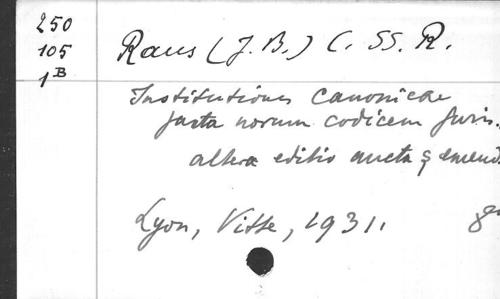 250
105
1B
Raus (J. B.) C. SS. R.
Institutiones Canonicae
juxta novum codicem Juris.
altera editio aucta & emend
Lyon, Vitte, 1931. 8°